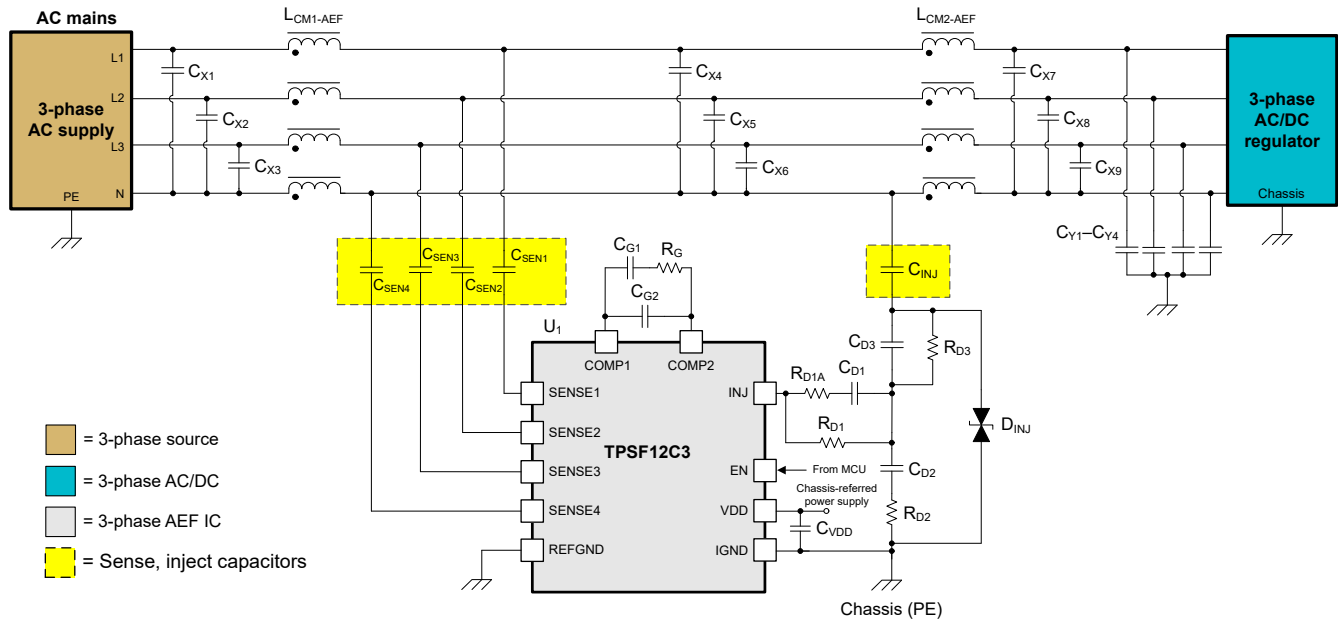 AC mains
L1
L2
L3
N
PE
3-phase
AC supply
LCM1-AEF
LCM2-AEF
CX1
CX2
CX3
CX4
CX5
CX6
CX7
CX8
CX9
3-phase
AC/DC
regulator
Chassis
CY1–CY4
CSEN4
CSEN3
CSEN2
CSEN1
CINJ
CG1
RG
CG2
U1
COMP1
COMP2
SENSE1
SENSE2
SENSE3
SENSE4
REFGND
TPSF12C3
INJ
EN
VDD
IGND
RD1A
CD1
RD1
CD3
RD3
DINJ
CD2
RD2
From MCU
Chassis-referred
power supply
CVDD
Chassis (PE)
= 3-phase source
= 3-phase AC/DC
= 3-phase AEF IC
= Sense, inject capacitors